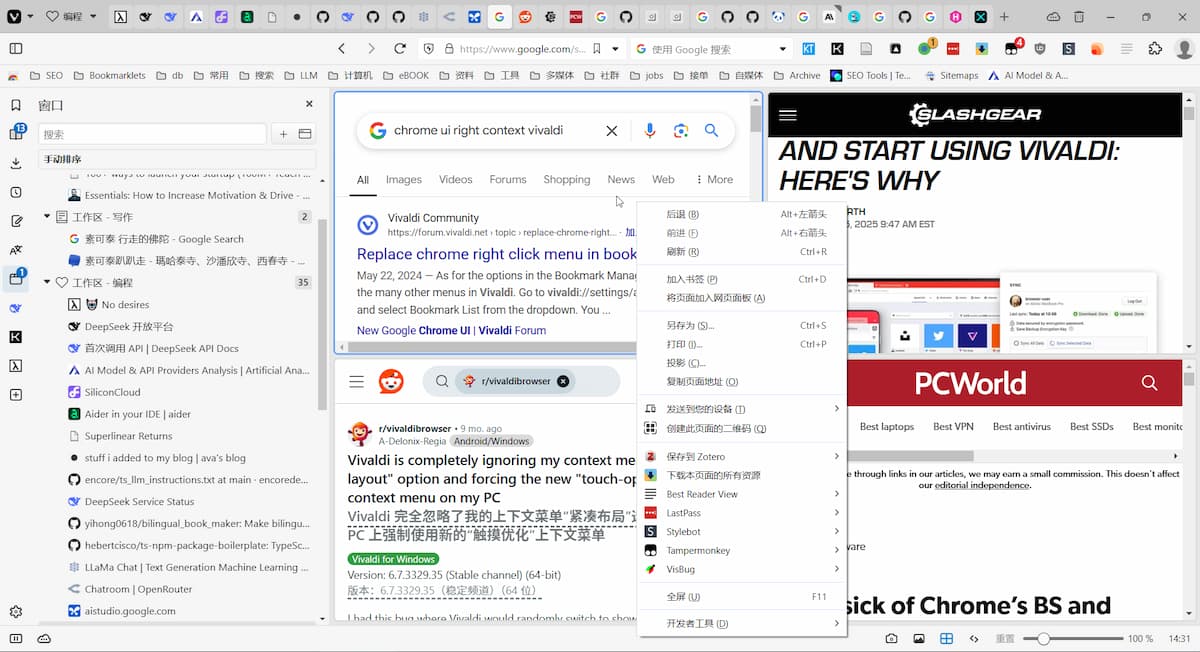 编程
https://www.google.com/s...
使用 Google 搜索
1
4
SEO
Bookmarklets
db
常用
搜索
LLM
计算机
eBOOK
资料
工具
多媒体
社群
jobs
接单
自媒体
Archive
SEO Tools | Te...
Sitemaps
AI Model & A...
窗口
13
搜索
手动排序
Essentials: How to Increase Motivation & Drive - ...
工作区 - 写作
2
素可泰 行走的佛陀 - Google Search
素可泰趴趴走 - 瑪哈泰寺、沙潘欣寺、西春寺 - ...
工作区 - 编程
35
No desires
DeepSeek 开放平台
首次调用 API | DeepSeek API Docs
AI Model & API Providers Analysis | Artificial Ana...
SiliconCloud
Aider in your IDE | aider
Superlinear Returns
stuff i added to my blog | ava's blog
encore/ts_llm_instructions.txt at main · encorede...
DeepSeek Service Status
yihong0618/bilingual_book_maker: Make bilingu...
hebertcisco/ts-npm-package-boilerplate: TypeSc...
LLaMa Chat | Text Generation Machine Learning ...
Chatroom | OpenRouter
aistudio.google.com
1
chrome ui right context vivaldi
All
Images
Videos
Forums
Shopping
News
Web
More
Vivaldi Community
https://forum.vivaldi.net › topic › replace-chrome-right...
Replace chrome right click menu in book
May 22, 2024 — As for the options in the Bookmark Mana
the many other menus in Vivaldi. Go to vivaldi://settings/a
and select Bookmark List from the dropdown. You ...
New Google Chrome UI | Vivaldi Forum
SLASHGEAR
AND START USING VIVALDI:
HERE'S WHY
RTH
5, 2025 9:47 AM EST
SYNC
Log Out
r/vivaldibrowser
r/vivaldibrowser • 9 mo. ago
A-Delonix-Regia
Android/Windows
Vivaldi is completely ignoring my context me
layout" option and forcing the new "touch-op
context menu on my PC
Vivaldi 完全忽略了我的上下文菜单“紧凑布局”
PC 上强制使用新的“触摸优化”上下文菜单
Vivaldi for Windows
Version: 6.7.3329.35 (Stable channel) (64-bit)
版本：6.7.3329.35（稳定频道）（64 位）
I had this bug where Vivaldi would randomly switch to show
后退 (B)
Alt+左箭头
前进 (F)
Alt+右箭头
刷新 (R)
Ctrl+R
加入书签 (P)
Ctrl+D
将页面加入网页面板 (A)
另存为 (S)...
Ctrl+S
打印 (I)...
Ctrl+P
投影 (C)...
复制页面地址 (O)
发送到您的设备 (T)
创建此页面的二维码 (Q)
保存到 Zotero
下载本页面的所有资源
Best Reader View
LastPass
Stylebot
Tampermonkey
VisBug
全屏 (U)
F11
开发者工具 (D)
PCWorld
Best laptops
Best VPN
Best antivirus
Best SSDs
Best monito
e through links in our articles, we may earn a small commission. This doesn't affect
our editorial independence.
ware
sick of Chrome's BS and
重置
100 %
14:31